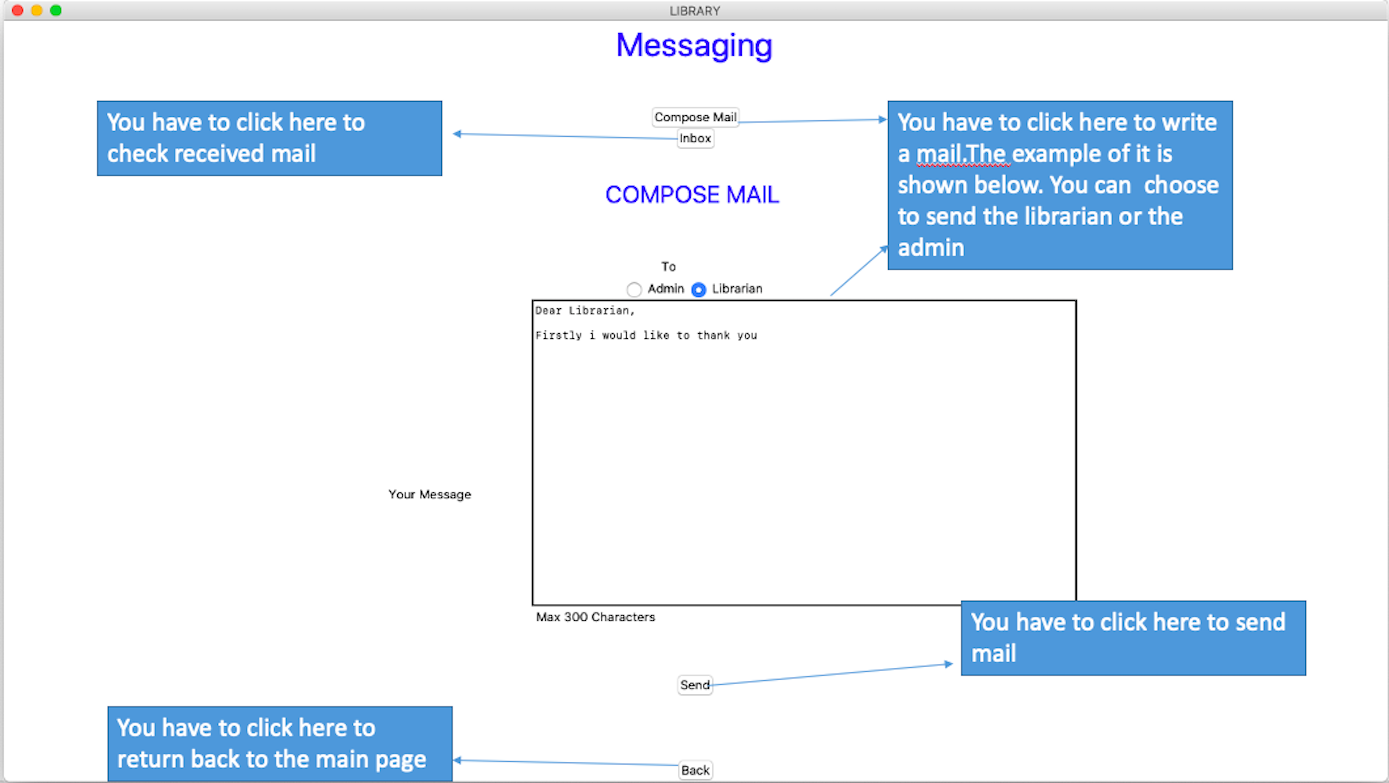 LIBRARY
Messaging
You have to click here to
check received mail
Compose Mail
Inbox
You have to click here to write
a mail.The example of it is
shown below. You can  choose
to send the librarian or the
admin
COMPOSE MAIL
To
Admin Librarian
Dear Librarian,
Firstly i would like to thank you
Your Message
Max 300 Characters
You have to click here to send
mail
Send
You have to click here to
return back to the main page
Back